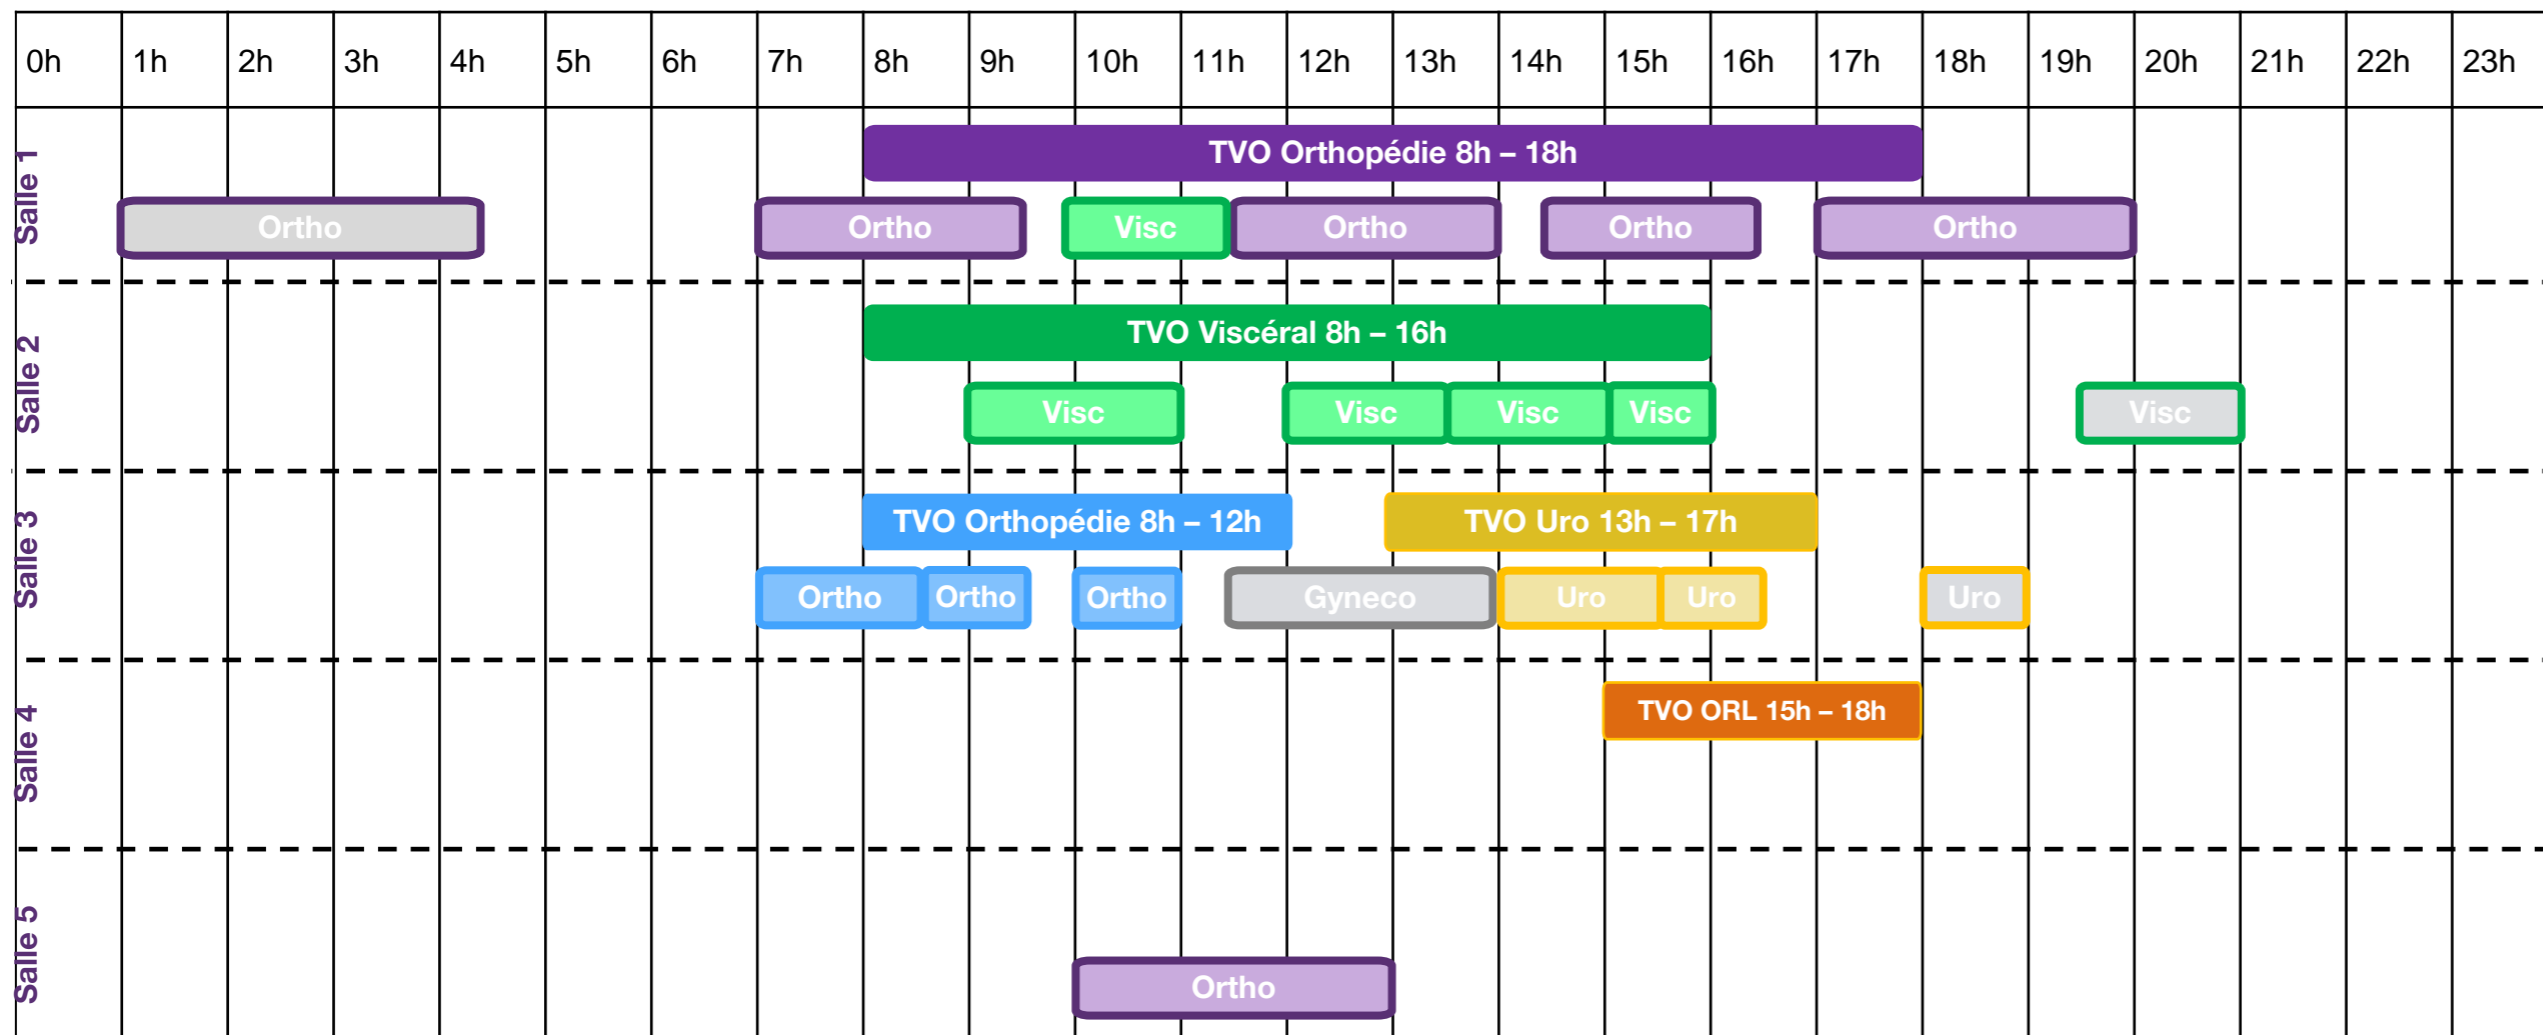 0h 1h 2h 3h 4h 5h 6h 7h 8h 9h 10h 11h 12h 13h 14h 15h 16h 17h 18h 19h 20h 21h 22h 23h
Salle 1
TVO Orthopédie 8h – 18h
Ortho Ortho Visc Ortho Ortho Ortho
Salle 2
TVO Viscéral 8h – 16h
Visc Visc Visc Visc Visc
Salle 3
TVO Orthopédie 8h – 12h TVO Uro 13h – 17h
Ortho Ortho Ortho Gyneco Uro Uro Uro
Salle 4
TVO ORL 15h – 18h
Salle 5
Ortho